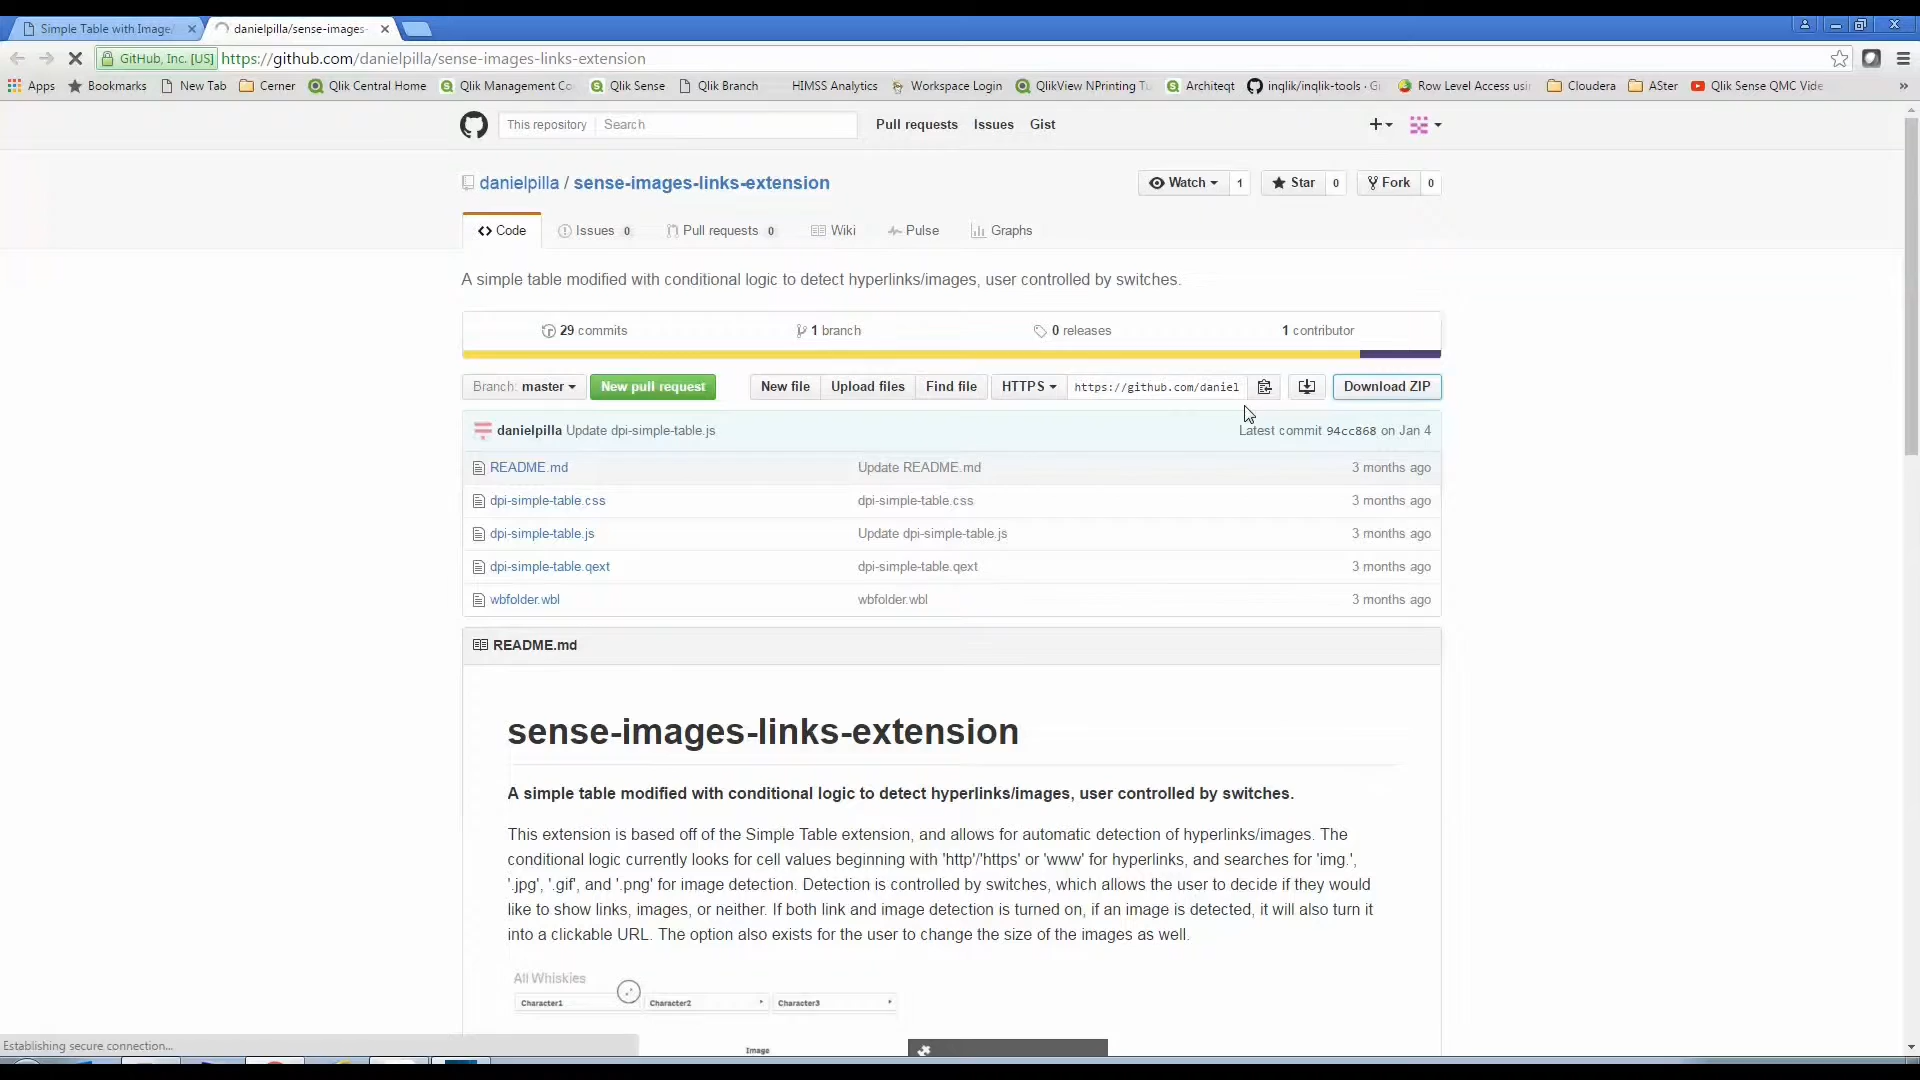 Simple Table with Image/
danielpilla/sense-images-
GitHub, Inc. [US] https://github.com/danielpilla/sense-images-links-extension
Apps Bookmarks New Tab Cerner Qlik Central Home Qlik Management Co Qlik Sense Qlik Branch HIMSS Analytics Workspace Login QlikView NPrinting Tu Architeqt inqlik/inqlik-tools · Gi Row Level Access usin Cloudera ASter Qlik Sense QMC Vide »
This repository Search Pull requests Issues Gist
danielpilla / sense-images-links-extension Watch 1 Star 0 Fork 0
Code Issues 0 Pull requests 0 Wiki Pulse Graphs
A simple table modified with conditional logic to detect hyperlinks/images, user controlled by switches.
29 commits 1 branch 0 releases 1 contributor
Branch: master New pull request New file Upload files Find file HTTPS https://github.com/daniel Download ZIP
danielpilla Update dpi-simple-table.js Latest commit 94cc868 on Jan 4
README.md Update README.md 3 months ago
dpi-simple-table.css dpi-simple-table.css 3 months ago
dpi-simple-table.js Update dpi-simple-table.js 3 months ago
dpi-simple-table.qext dpi-simple-table.qext 3 months ago
wbfolder.wbl wbfolder.wbl 3 months ago
README.md
sense-images-links-extension
A simple table modified with conditional logic to detect hyperlinks/images, user controlled by switches.
This extension is based off of the Simple Table extension, and allows for automatic detection of hyperlinks/images. The
conditional logic currently looks for cell values beginning with 'http'/'https' or 'www' for hyperlinks, and searches for 'img.',
'.jpg', '.gif', and '.png' for image detection. Detection is controlled by switches, which allows the user to decide if they would
like to show links, images, or neither. If both link and image detection is turned on, if an image is detected, it will also turn it
into a clickable URL. The option also exists for the user to change the size of the images as well.
All Whiskies
Character1 Character2 Character3
Image
Establishing secure connection...